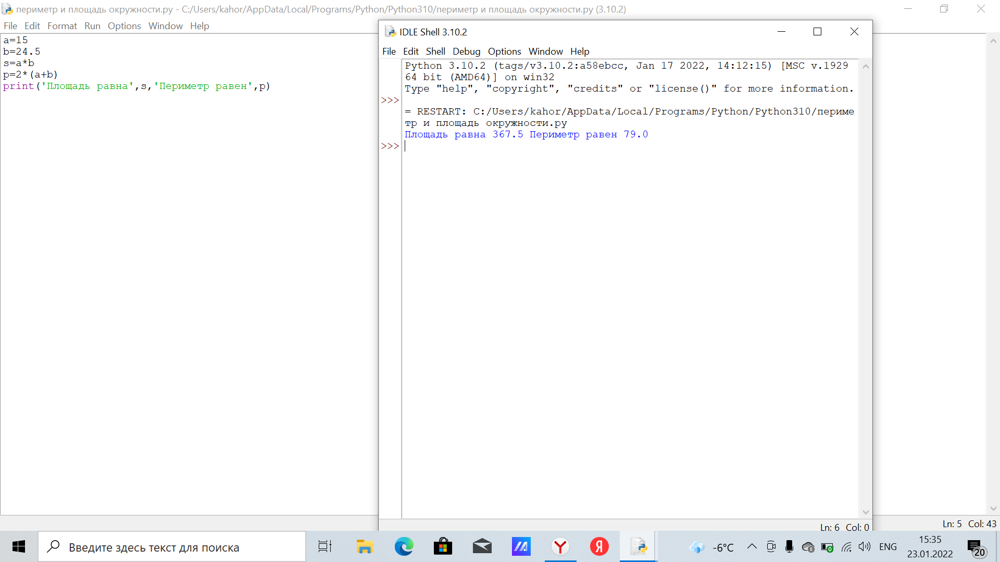 периметр и площадь окружности.py - C:/Users/kahor/AppData/Local/Programs/Python/Python310/периметр и площадь окружности.py (3.10.2)
File Edit Format Run Options Window Help
a=15
b=24.5
s=a*b
p=2*(a+b)
print('Площадь равна',s,'Периметр равен',p)
IDLE Shell 3.10.2
File Edit Shell Debug Options Window Help
Python 3.10.2 (tags/v3.10.2:a58ebcc, Jan 17 2022, 14:12:15) [MSC v.1929
64 bit (AMD64)] on win32
Type "help", "copyright", "credits" or "license()" for more information.
>>>
= RESTART: C:/Users/kahor/AppData/Local/Programs/Python/Python310/периме
тр и площадь окружности.py
Площадь равна 367.5 Периметр равен 79.0
>>>
Ln: 6 Col: 0
Ln: 5 Col: 43
Введите здесь текст для поиска
-6°C
ENG
15:35
23.01.2022
20